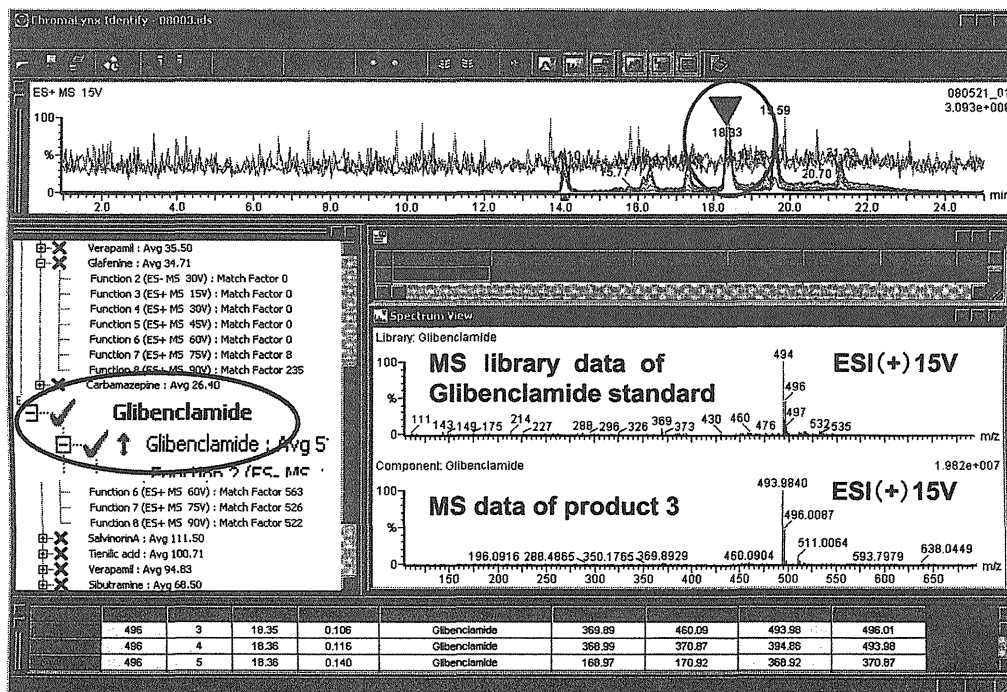 ChromaLynx Identify - 08003.ids
ES+ MS 15V
080521_01
3.093e+008
100
%
0
18.33
19.59
15.77
20.70
21.23
2.0 4.0 6.0 8.0 10.0 12.0 14.0 16.0 18.0 20.0 22.0 24.0 min
Verapamil : Avg 35.50
Glafenine : Avg 34.71
Function 2 (ES- MS 30V) : Match Factor 0
Function 3 (ES+ MS 15V) : Match Factor 0
Function 4 (ES+ MS 30V) : Match Factor 0
Function 5 (ES+ MS 45V) : Match Factor 0
Function 6 (ES+ MS 60V) : Match Factor 0
Function 7 (ES+ MS 75V) : Match Factor 8
Function 8 (ES+ MS 90V) : Match Factor 235
Carbamazepine : Avg 26.40
Glibenclamide
Glibenclamide : Avg 5
Function 2 (ES- MS
Function 6 (ES+ MS 60V) : Match Factor 563
Function 7 (ES+ MS 75V) : Match Factor 526
Function 8 (ES+ MS 90V) : Match Factor 522
SalvinorinA : Avg 111.50
Tienilic acid : Avg 100.71
Verapamil : Avg 94.83
Sibutramine : Avg 68.50
Spectrum View
Library: Glibenclamide
MS library data of
Glibenclamide standard
ESI(+)15V
100
%
0
494
496
497
111 143 149 175 214 227 288 296 326 369 373 430 460 476 532 535
m/z
Component: Glibenclamide
1.982e+007
MS data of product 3
ESI(+)15V
100
%
0
493.9840
496.0087
511.0064
196.0916 288.4865 350.1765 369.8929 460.0904 593.7979 638.0449
m/z
150 200 250 300 350 400 450 500 550 600 650
496 3 18.35 0.106 Glibenclamide 369.89 460.09 493.98 496.01
496 4 18.36 0.116 Glibenclamide 368.99 370.87 394.86 493.98
496 5 18.36 0.140 Glibenclamide 168.97 170.92 368.92 370.87